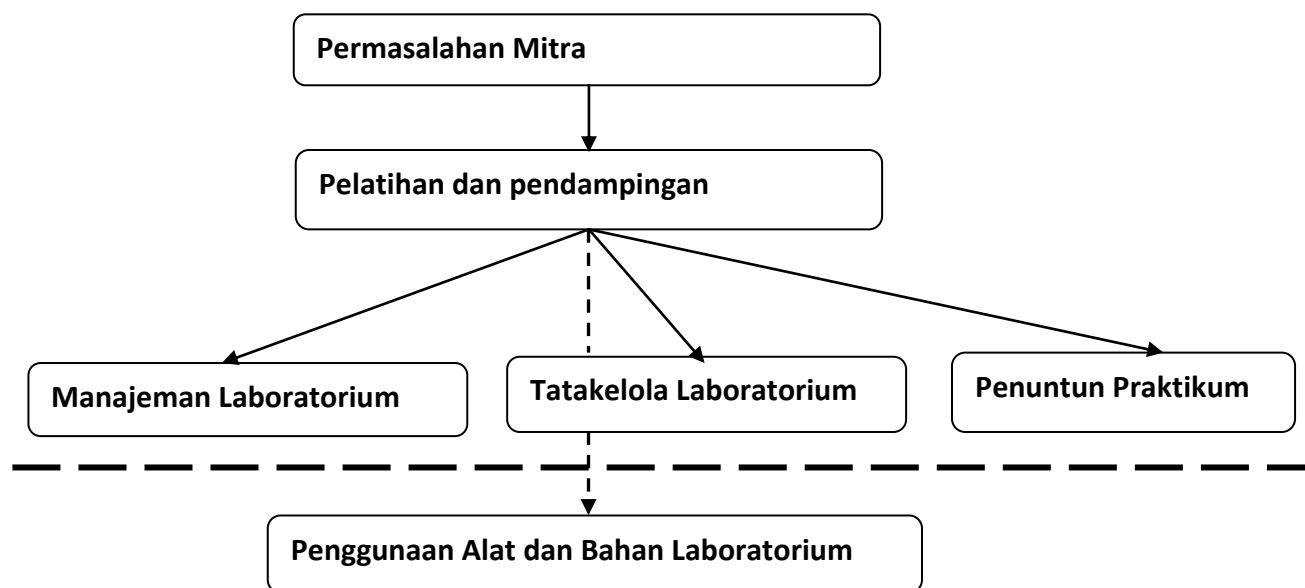 Permasalahan Mitra
Pelatihan dan pendampingan
Manajeman Laboratorium
Tatakelola Laboratorium
Penuntun Praktikum
Penggunaan Alat dan Bahan Laboratorium